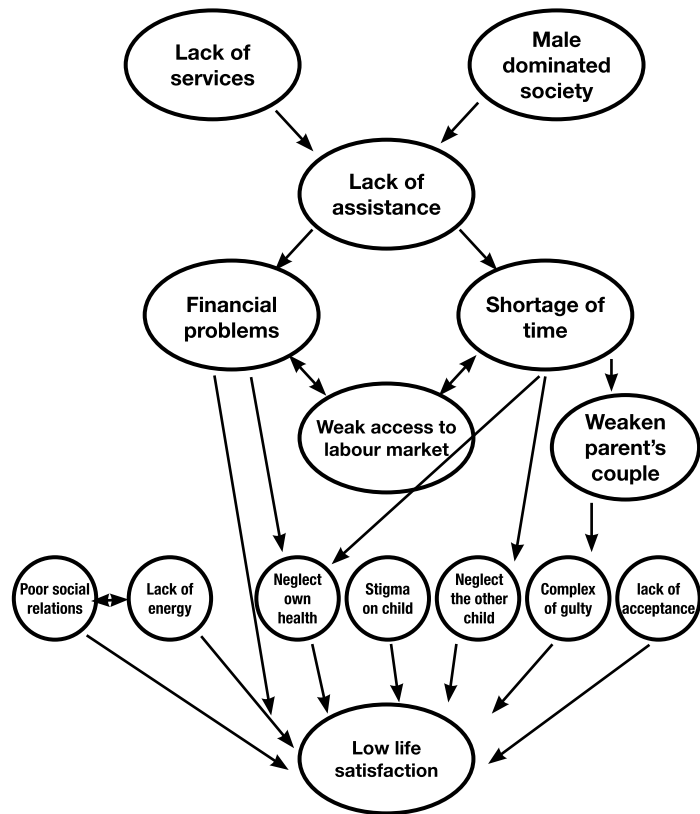 Lack of
services
Male
dominated
society
Lack of
assistance
Financial
problems
Shortage of
time
Weak access to
labour market
Weaken
parent's
couple
Poor social
relations
Lack of
energy
Neglect
own
health
Stigma
on child
Neglect
the other
child
Complex
of gulty
lack of
acceptance
Low life
satisfaction